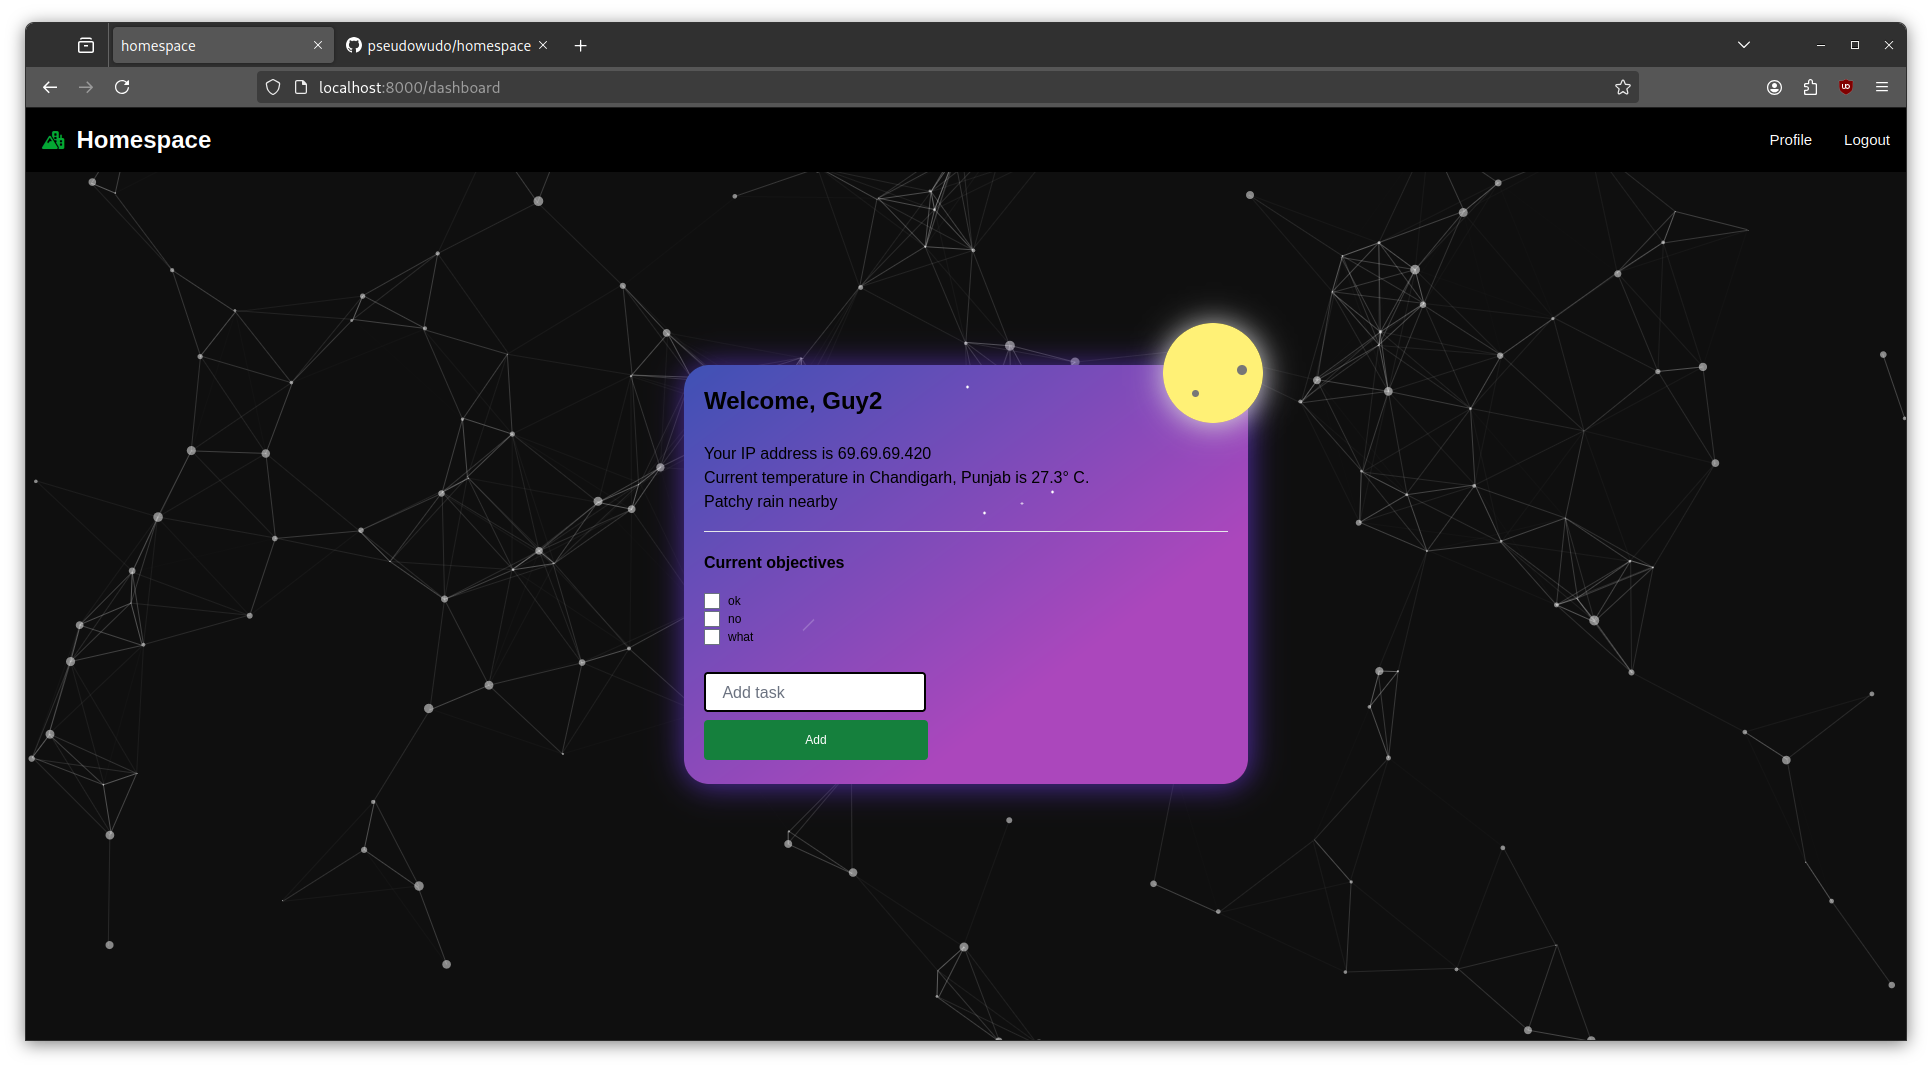 homespace
pseudowudo/homespace
localhost:8000/dashboard
Homespace
Profile
Logout
Welcome, Guy2
Your IP address is 69.69.69.420
Current temperature in Chandigarh, Punjab is 27.3° C.
Patchy rain nearby
Current objectives
ok
no
what
Add task
Add